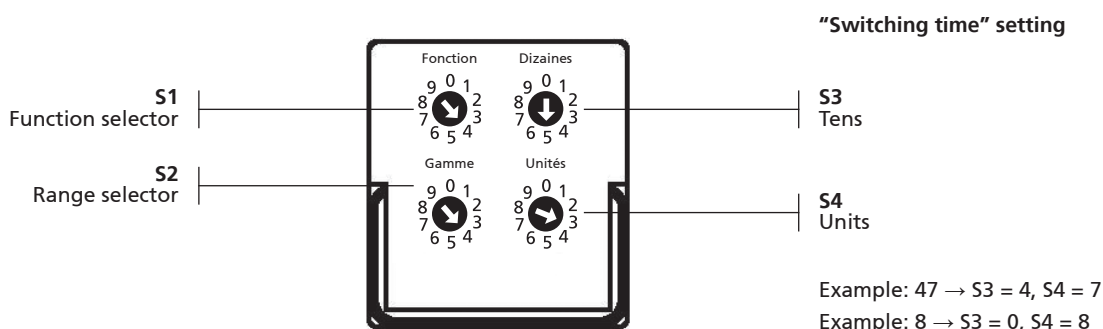 “Switching time” setting
Fonction
Dizaines
9 0 1 2 3 4 5 6 7 8
9 0 1 2 3 4 5 6 7 8
S1
Function selector
S3
Tens
Gamme
Unités
9 0 1 2 3 4 5 6 7 8
9 0 1 2 3 4 5 6 7 8
S2
Range selector
S4
Units
Example: 47 → S3 = 4, S4 = 7
Example: 8 → S3 = 0, S4 = 8